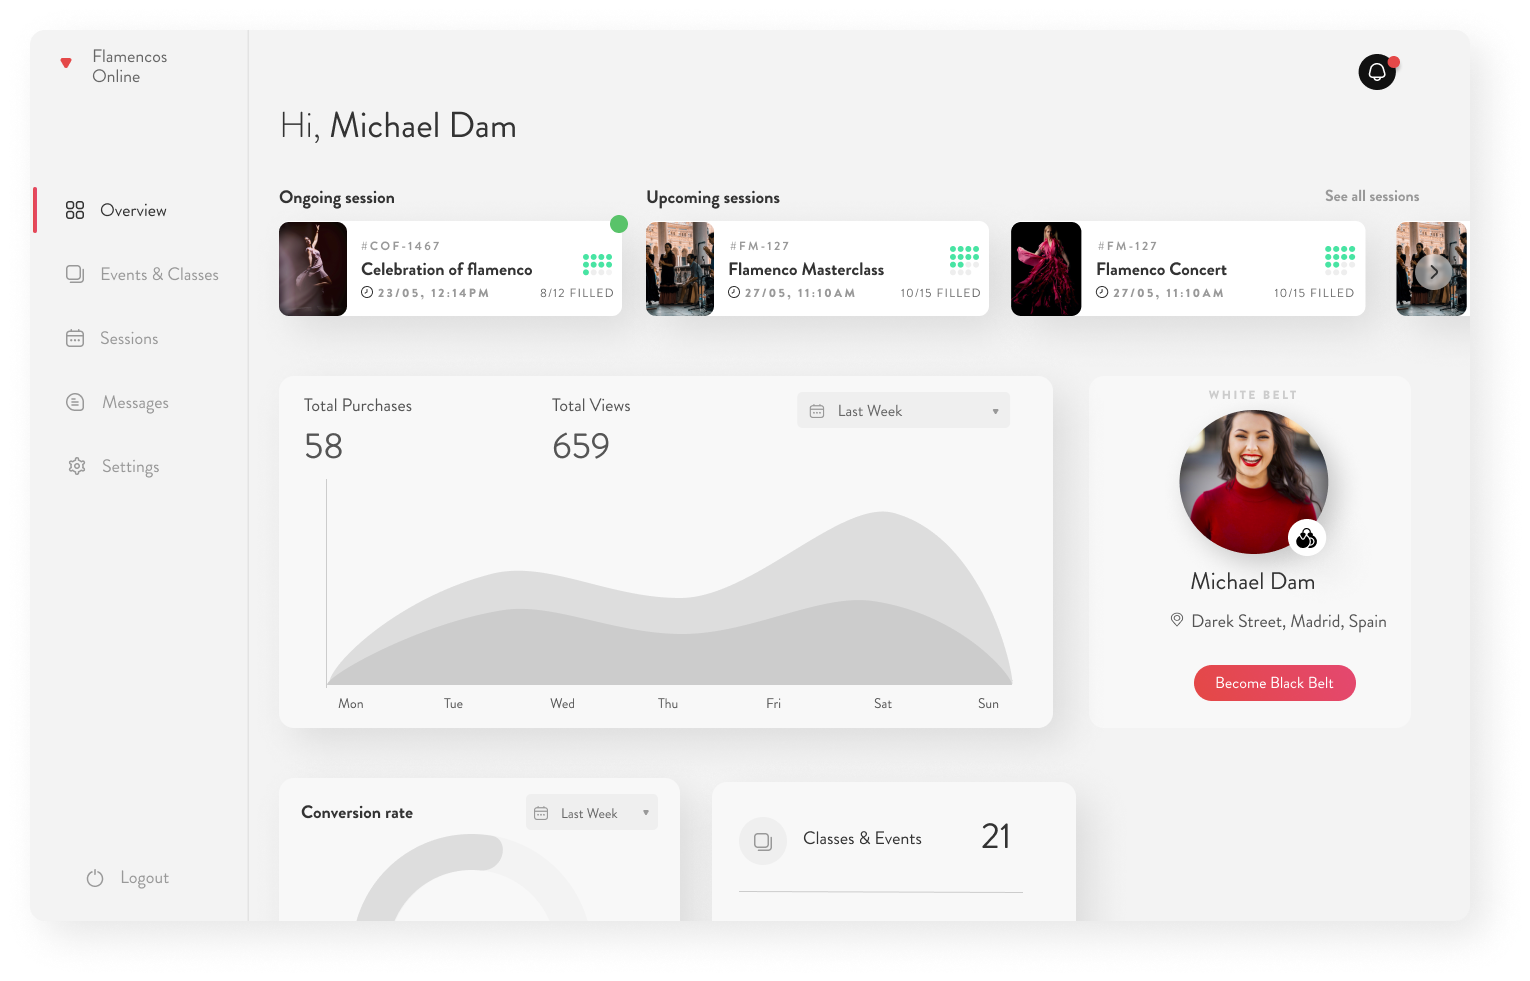 Flamencos
Online
Hi, Michael Dam
Overview
Events & Classes
Sessions
Messages
Settings
Logout
Ongoing session
#COF-1467
Celebration of flamenco
23/05, 12:14PM
8/12 FILLED
Upcoming sessions
See all sessions
#FM-127
Flamenco Masterclass
27/05, 11:10AM
10/15 FILLED
#FM-127
Flamenco Concert
27/05, 11:10AM
10/15 FILLED
Total Purchases
58
Total Views
659
Last Week
Mon Tue Wed Thu Fri Sat Sun
WHITE BELT
Michael Dam
Darek Street, Madrid, Spain
Become Black Belt
Conversion rate
Last Week
Classes & Events
21